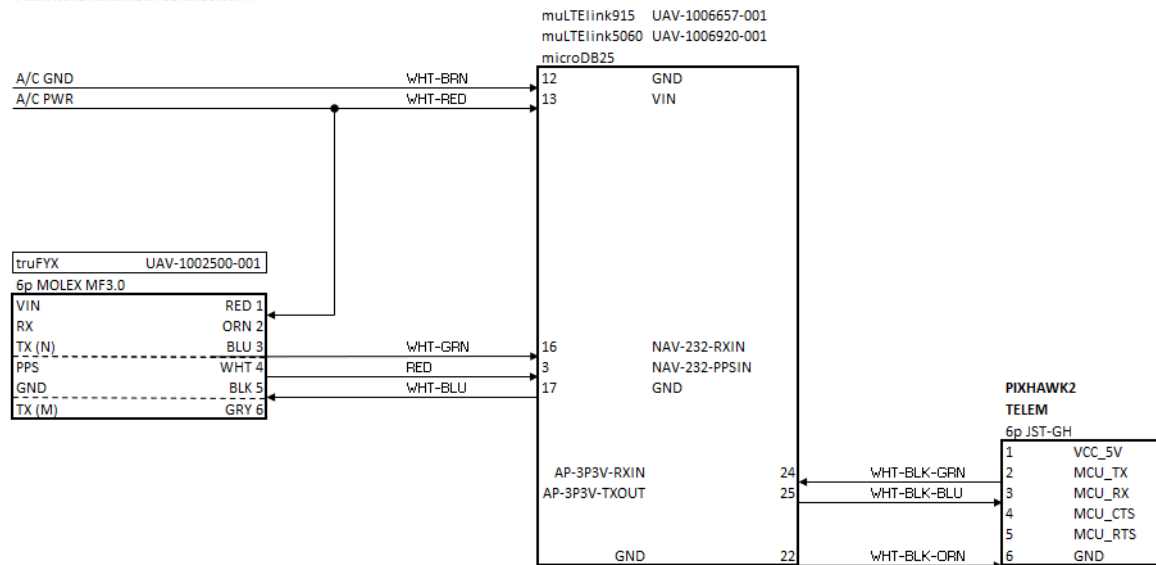 muLTElink915 UAV-1006657-001
muLTElink5060 UAV-1006920-001
microDB25
A/C GND WHT-BRN 12 GND
A/C PWR WHT-RED 13 VIN
truFYX UAV-1002500-001
6p MOLEX MF3.0
VIN RED 1
RX ORN 2
TX (N) BLU 3 WHT-GRN 16 NAV-232-RXIN
PPS WHT 4 RED 3 NAV-232-PPSIN
GND BLK 5 WHT-BLU 17 GND
TX (M) GRY 6
PIXHAWK2
TELEM
6p JST-GH
1 VCC_5V
AP-3P3V-RXIN 24 WHT-BLK-GRN 2 MCU_TX
AP-3P3V-TXOUT 25 WHT-BLK-BLU 3 MCU_RX
4 MCU_CTS
5 MCU_RTS
GND 22 WHT-BLK-ORN 6 GND